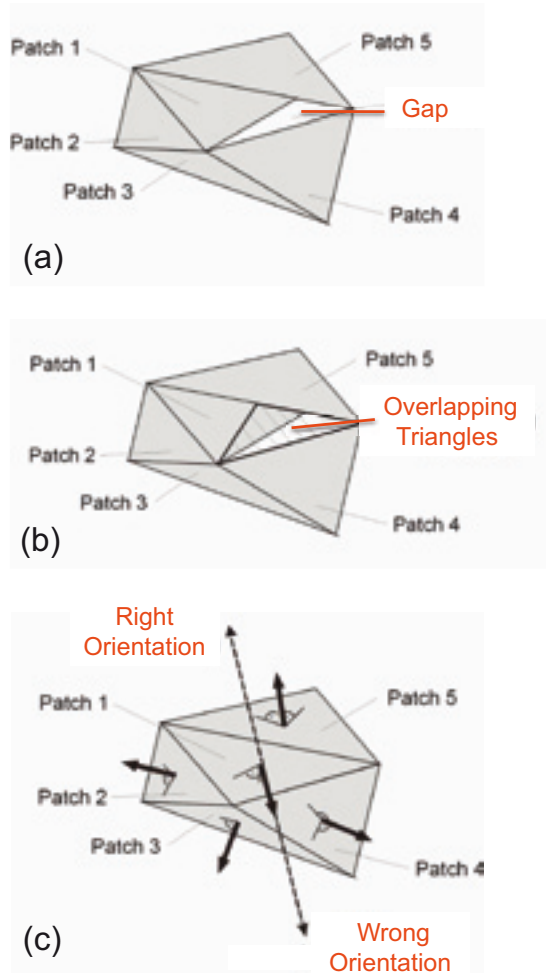 Patch 1
Patch 5
Gap
Patch 2
Patch 3
Patch 4
(a)
Patch 1
Patch 5
Overlapping
Triangles
Patch 2
Patch 3
Patch 4
(b)
Right
Orientation
Patch 1
Patch 5
Patch 2
Patch 3
Patch 4
(c)
Wrong
Orientation